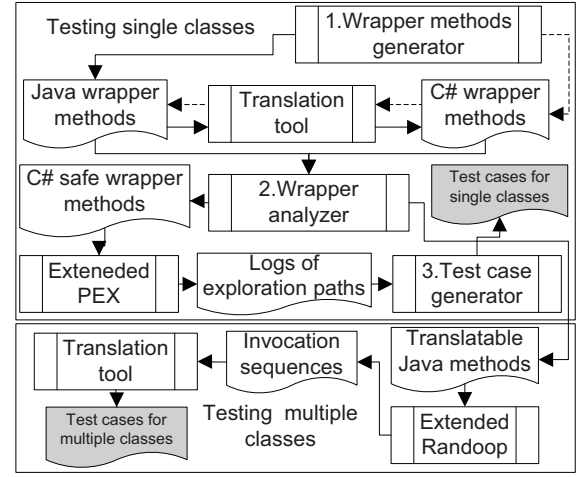 Testing single classes
1.Wrapper methods
generator
Java wrapper
methods
Translation
tool
C# wrapper
methods
C# safe wrapper
methods
2.Wrapper
analyzer
Test cases for
single classes
Exteneded
PEX
Logs of
exploration paths
3.Test case
generator
Translation
tool
Invocation
sequences
Translatable
Java methods
Test cases for
multiple classes
Testing multiple
classes
Extended
Randoop